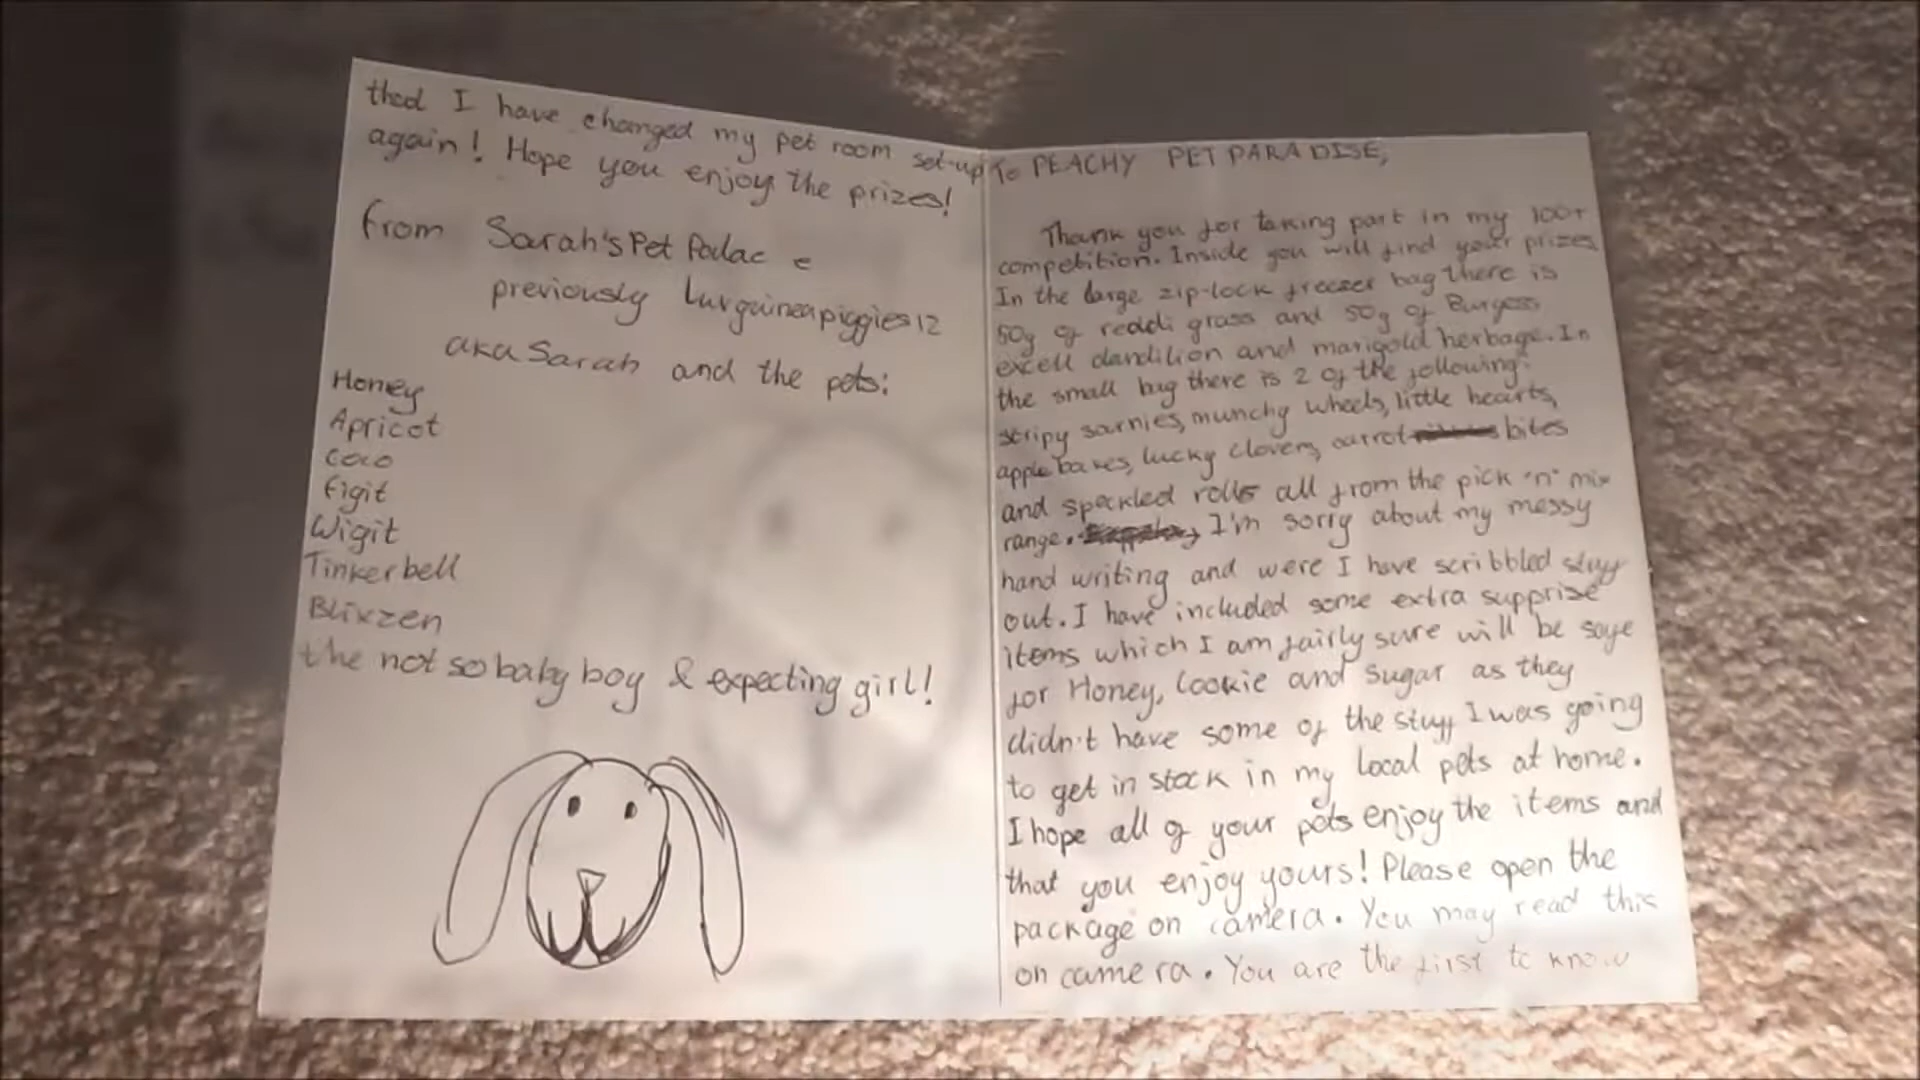 To PEACHY PET PARADISE,
Thank you for taking part in my 100+
competition. Inside you will find your prizes
In the large zip-lock freezer bag there is
50g of readi grass and 50g of Burgess
excell dandilion and marigold herbage. In
the small bag there is 2 of the following:
stripy sarnies, munchy wheels, little hearts,
apple bakes, lucky clovers, carrot bites
and speckled rolls all from the pick "n" mix
range. I'm sorry about my messy
hand writing and were I have scribbled stuff
out. I have included some extra supprize
items which I am fairly sure will be saye
for Honey, Cookie and Sugar as they
didn't have some of the stuff I was going
to get in stock in my local pets at home.
I hope all of your pets enjoy the items and
that you enjoy yours! Please open the
package on camera. You may read this
on camera. You are the first to know
that I have changed my pet room set-up
again! Hope you enjoy the prizes!
from Sarah's Pet Palac e
previously luvguineapiggies12
aka Sarah and the pets:
Honey
Apricot
Coco
Figit
Wigit
Tinkerbell
Blixzen
the not so baby boy & expecting girl!